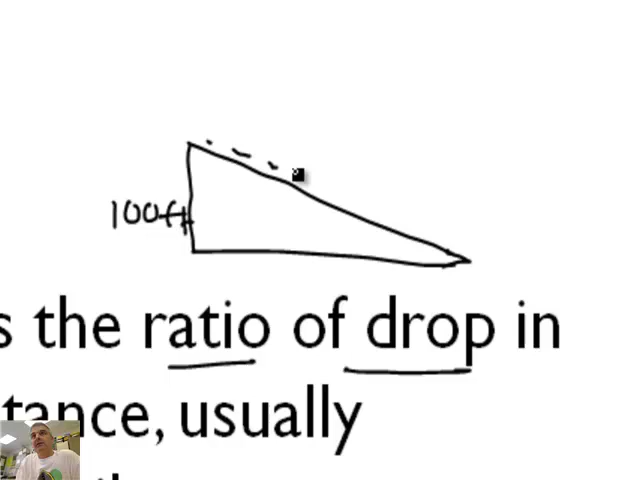 100ft
s the ratio of drop in
tance, usually